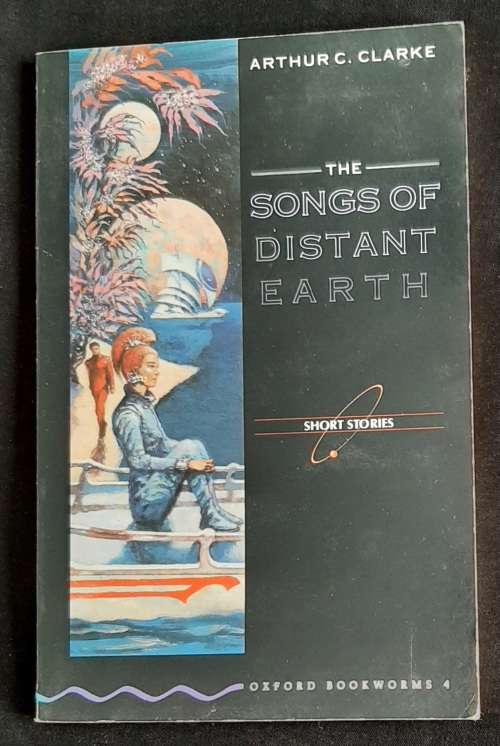 ARTHUR C. CLARKE
THE
SONGS OF
DISTANT
EARTH
SHORT STORIES
OXFORD BOOKWORMS 4